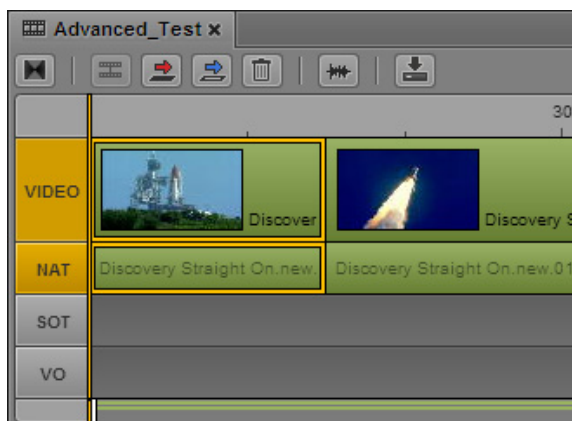 Advanced_Test x
30
VIDEO
Discover
Discovery S
NAT
Discovery Straight On.new.
Discovery Straight On.new.01
SOT
VO